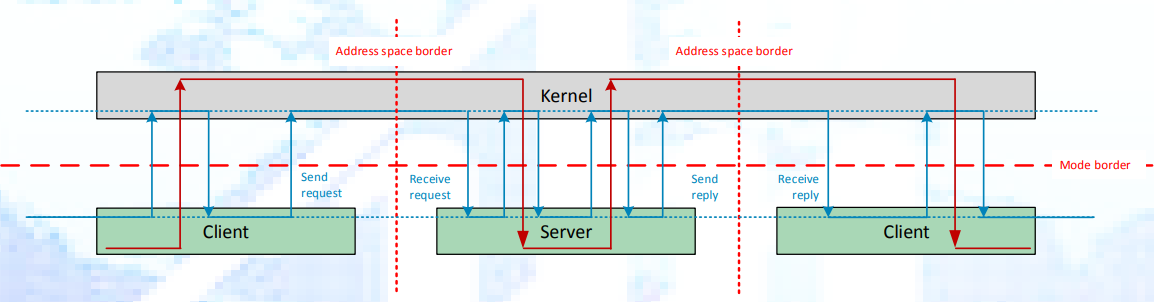 Address space border
Address space border
Kernel
Mode border
Send
request
Receive
request
Send
reply
Receive
reply
Client
Server
Client